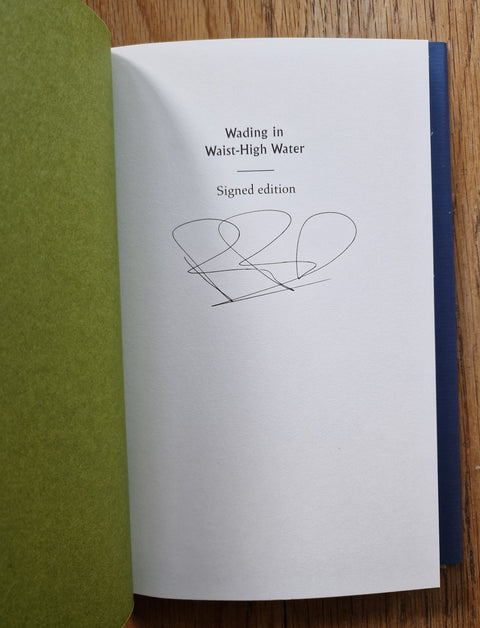 Wading in
Waist-High Water
Signed edition